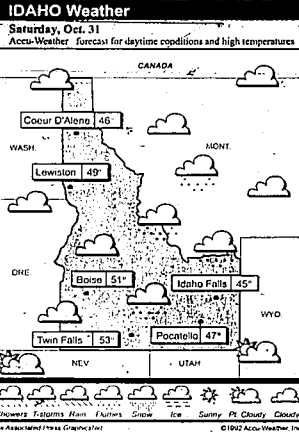 IDAHO Weather
Saturday, Oct. 31
Accu-Weather forecast for daytime conditions and high temperatures
CANADA
Coeur D'Alene 46°
WASH.
MONT.
Lewiston 49°
ORE.
Boise 51°
Idaho Falls 45°
WYO.
Twin Falls 53°
Pocatello 47°
NEV
UTAH
Showers T-storms Rain Flurries Snow Ice Sunny Pt. Cloudy Cloudy
Associated Press GraphicsNet
©1992 Accu-Weather, Inc.